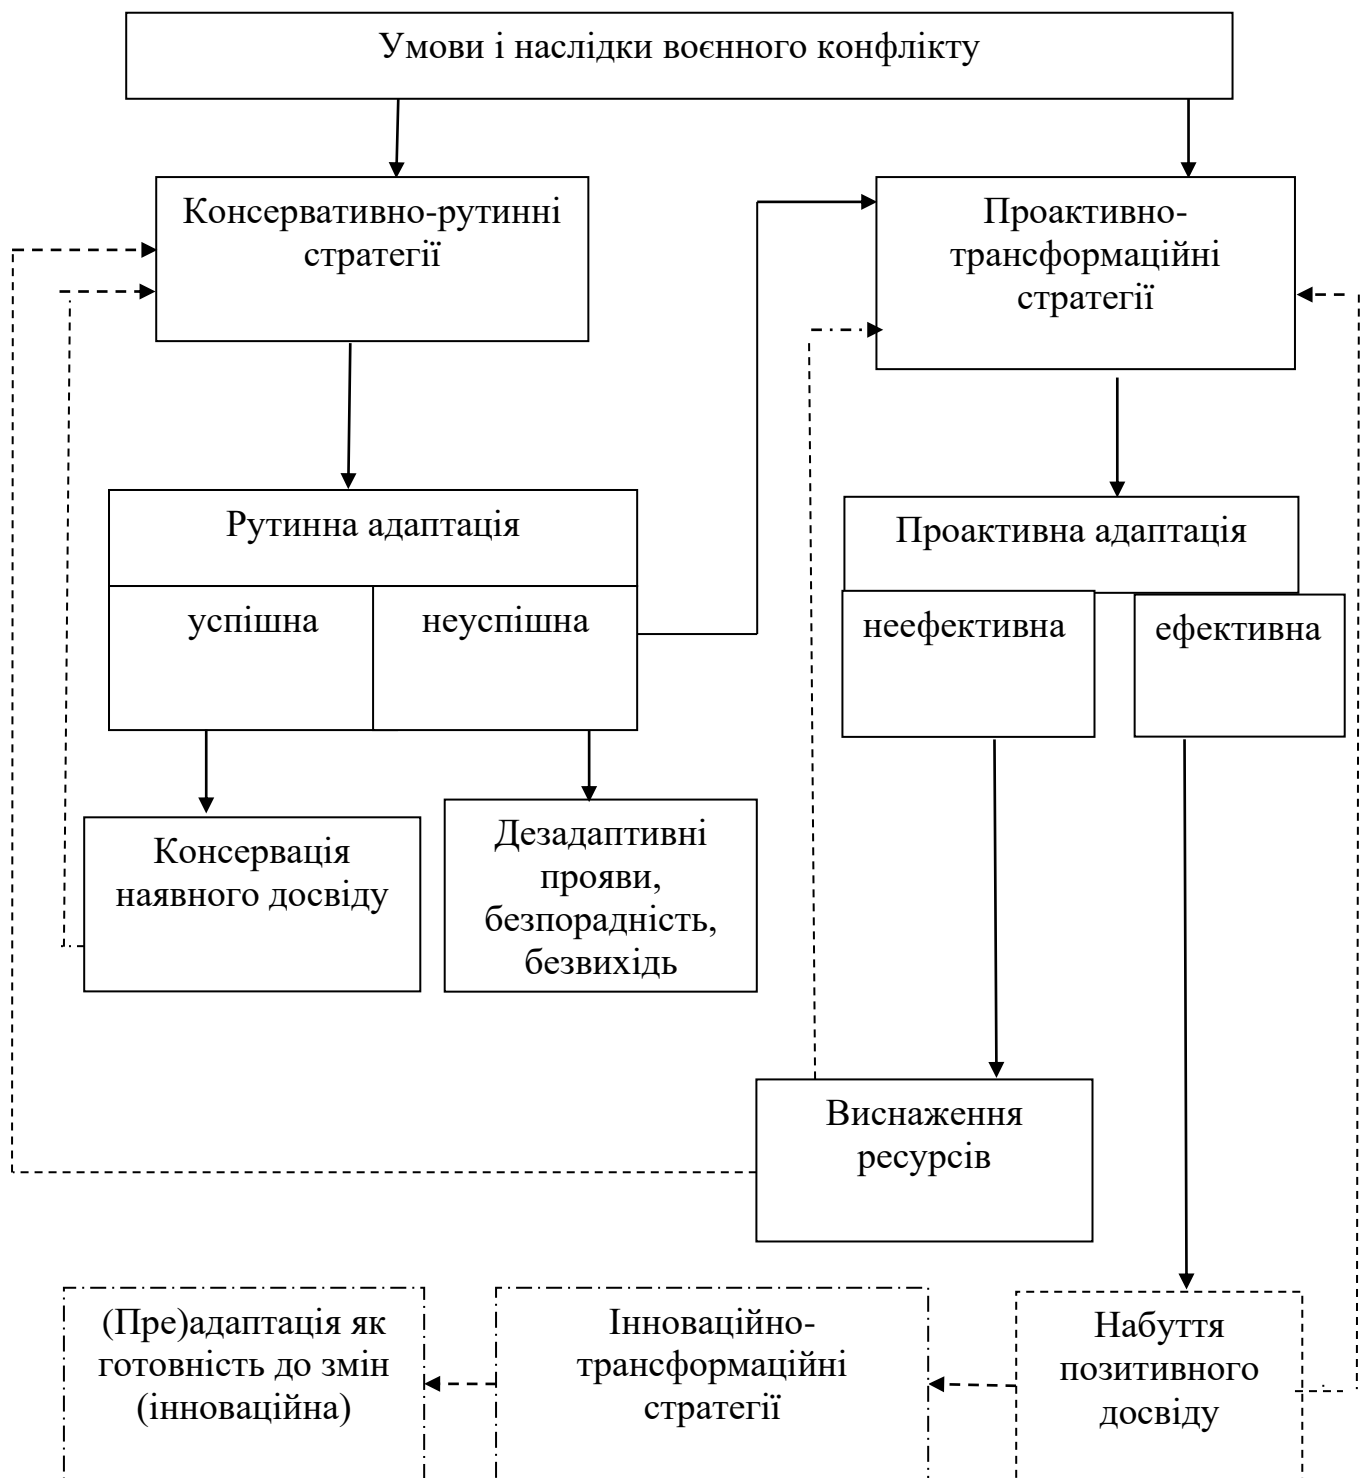 Умови і наслідки воєнного конфлікту
Консервативно-рутинні
стратегії
Проактивно-
трансформаційні
стратегії
Рутинна адаптація
успішна
неуспішна
Проактивна адаптація
неефективна
ефективна
Консервація
наявного досвіду
Дезадаптивні
прояви,
безпорадність,
безвихідь
Виснаження
ресурсів
(Пре)адаптація як
готовність до змін
(інноваційна)
Інноваційно-
трансформаційні
стратегії
Набуття
позитивного
досвіду